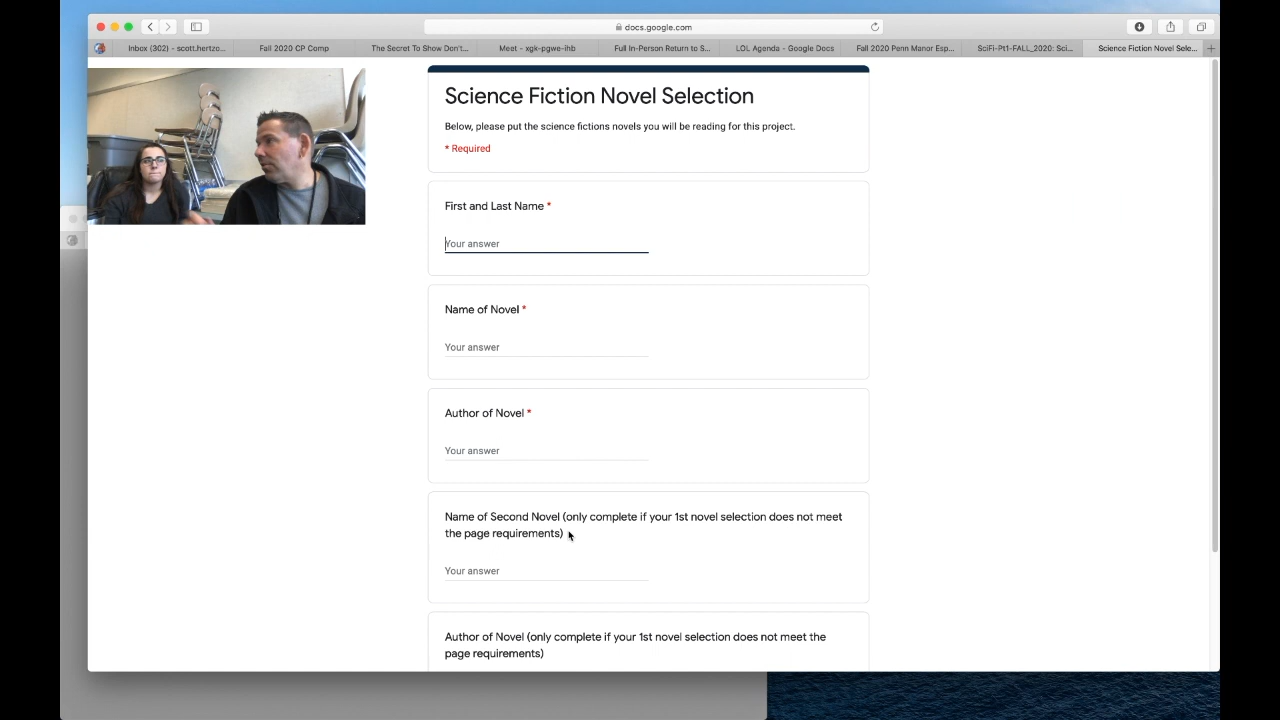 docs.google.com
Inbox (302) - scott.hertzo...
Fall 2020 CP Comp
The Secret To Show Don't...
Meet - xgk-pgwe-ihb
Full In-Person Return to S...
LOL Agenda - Google Docs
Fall 2020 Penn Manor Esp...
SciFi-Pt1-FALL_2020: Sci...
Science Fiction Novel Sele...
Science Fiction Novel Selection
Below, please put the science fictions novels you will be reading for this project.
* Required
First and Last Name *
Your answer
Name of Novel *
Your answer
Author of Novel *
Your answer
Name of Second Novel (only complete if your 1st novel selection does not meet
the page requirements)
Your answer
Author of Novel (only complete if your 1st novel selection does not meet the
page requirements)